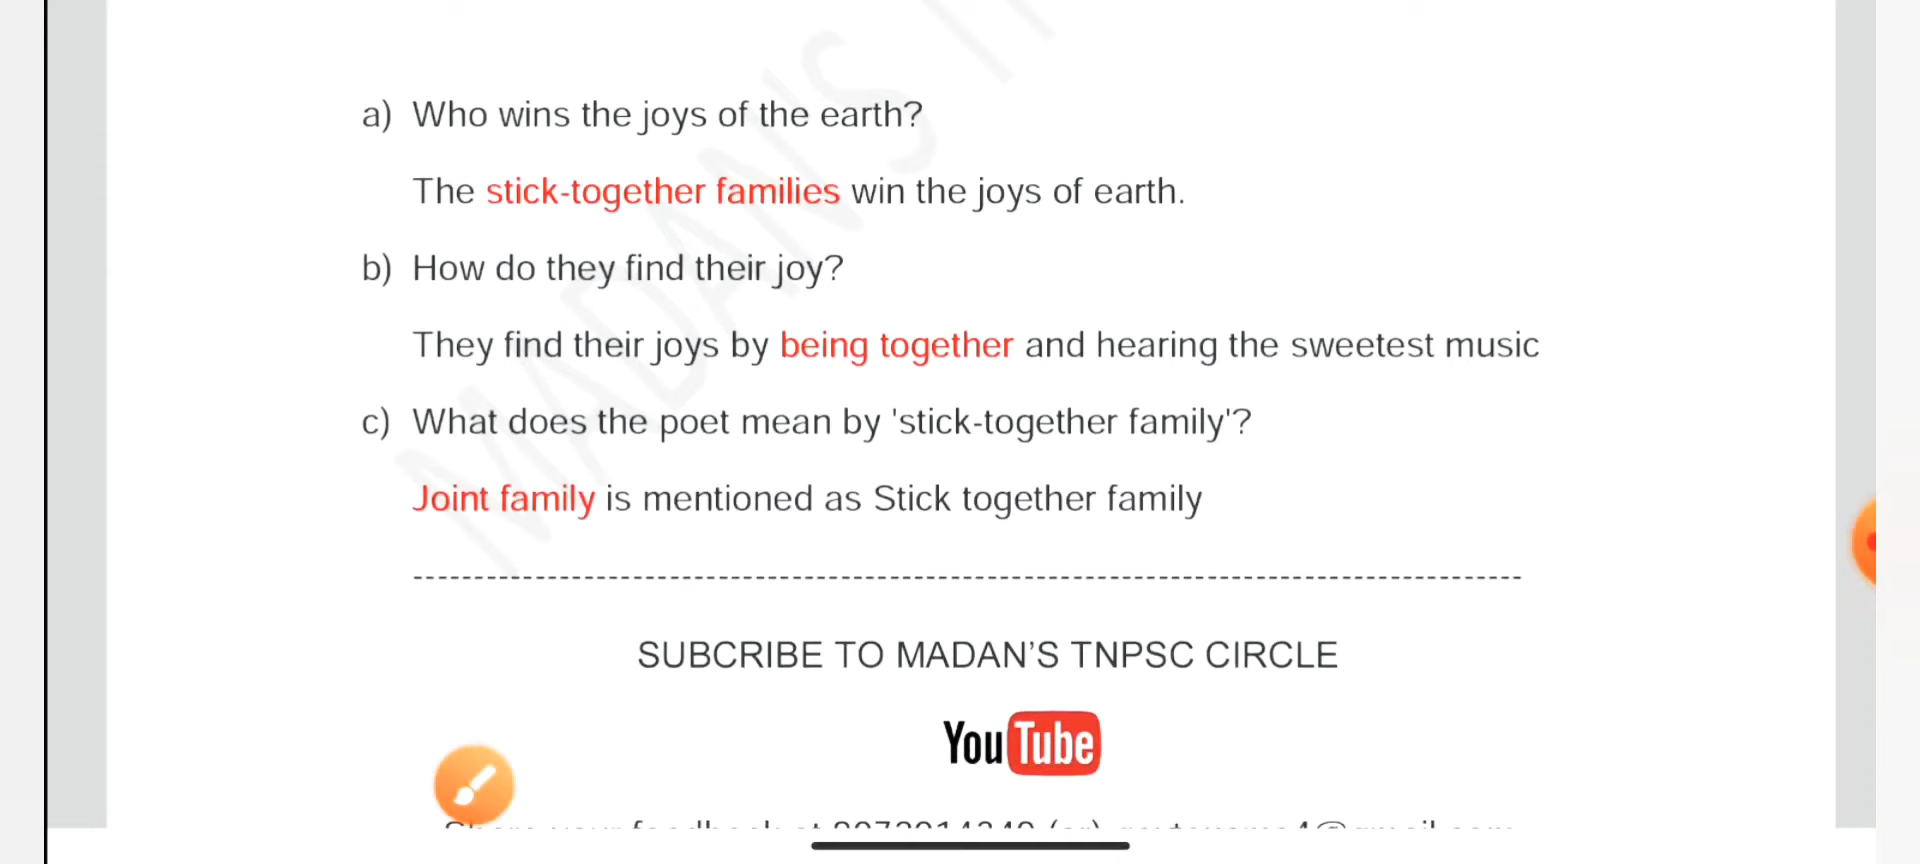 a) Who wins the joys of the earth?
The stick-together families win the joys of earth.
b) How do they find their joy?
They find their joys by being together and hearing the sweetest music
c) What does the poet mean by 'stick-together family'?
Joint family is mentioned as Stick together family
--------------------------------------------------------------------------------------------
SUBCRIBE TO MADAN’S TNPSC CIRCLE
YouTube
MADAN'S